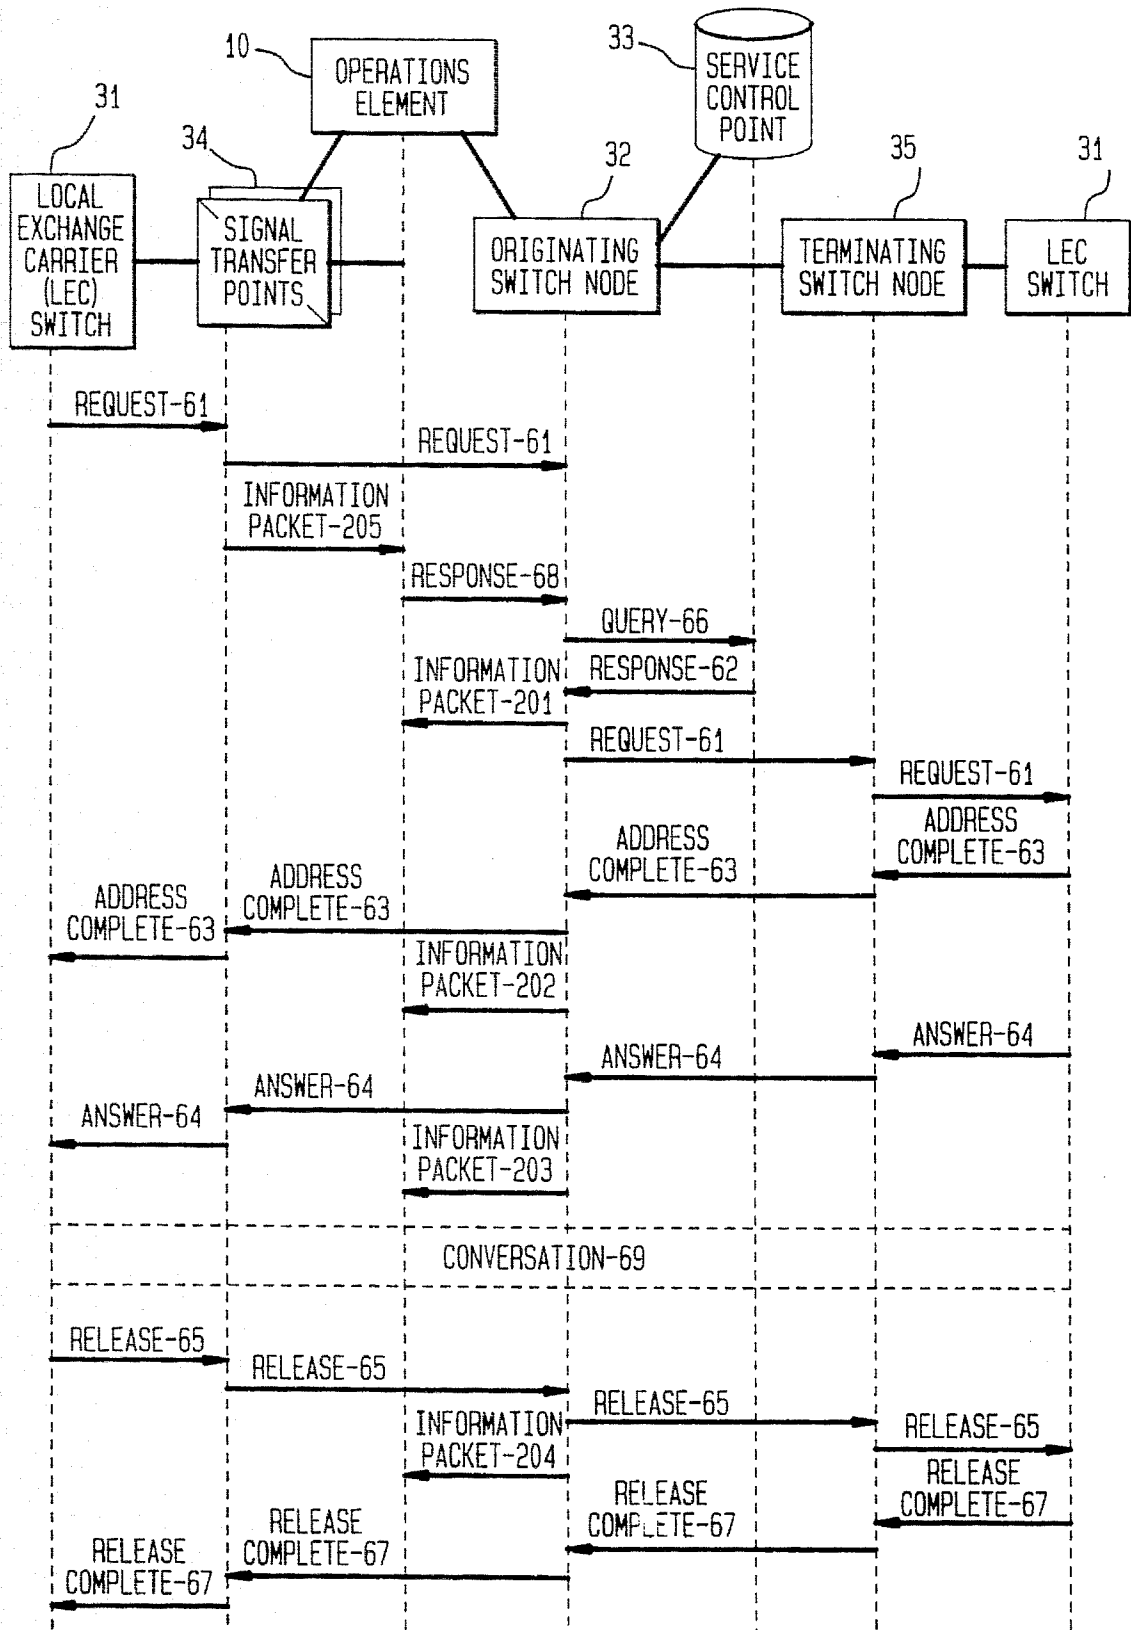 10
OPERATIONS
ELEMENT
33
SERVICE
CONTROL
POINT
31
LOCAL
EXCHANGE
CARRIER
(LEC)
SWITCH
34
SIGNAL
TRANSFER
POINTS
32
ORIGINATING
SWITCH NODE
35
TERMINATING
SWITCH NODE
31
LEC
SWITCH
REQUEST-61
REQUEST-61
INFORMATION
PACKET-205
RESPONSE-68
QUERY-66
RESPONSE-62
INFORMATION
PACKET-201
REQUEST-61
REQUEST-61
ADDRESS
COMPLETE-63
ADDRESS
COMPLETE-63
ADDRESS
COMPLETE-63
ADDRESS
COMPLETE-63
INFORMATION
PACKET-202
ANSWER-64
ANSWER-64
ANSWER-64
ANSWER-64
INFORMATION
PACKET-203
CONVERSATION-69
RELEASE-65
RELEASE-65
RELEASE-65
INFORMATION
PACKET-204
RELEASE-65
RELEASE
COMPLETE-67
RELEASE
COMPLETE-67
RELEASE
COMPLETE-67
RELEASE
COMPLETE-67